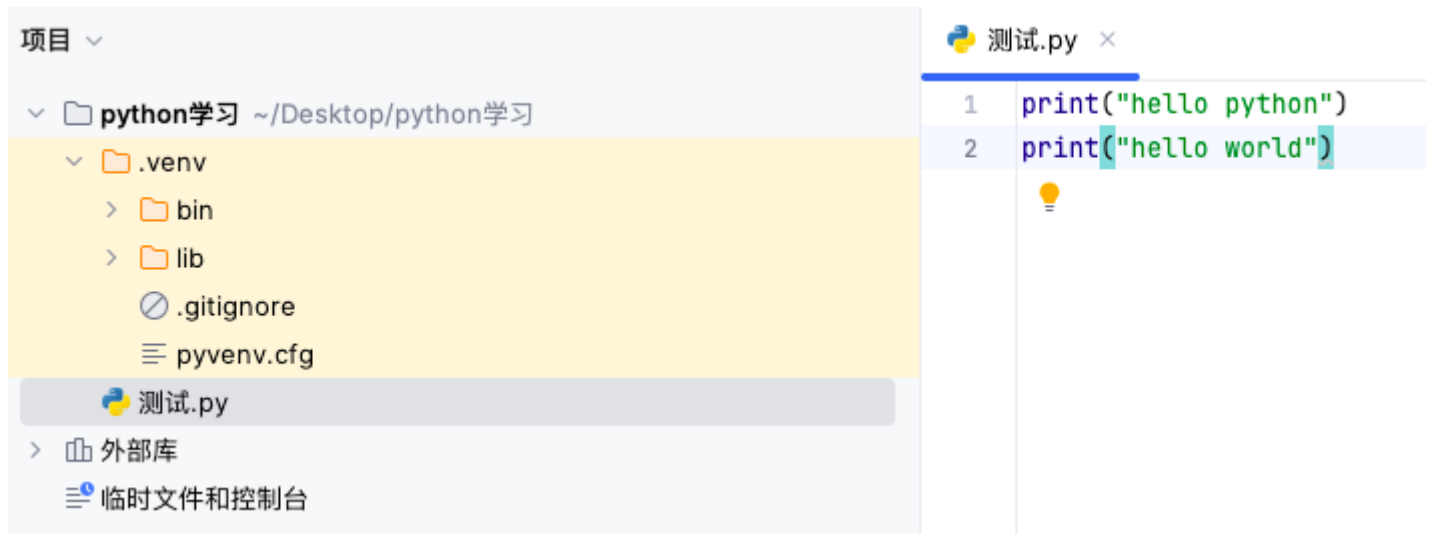 项目
python学习 ~/Desktop/python学习
.venv
bin
lib
.gitignore
pyvenv.cfg
测试.py
外部库
临时文件和控制台
测试.py
1 print("hello python")
2 print("hello world")